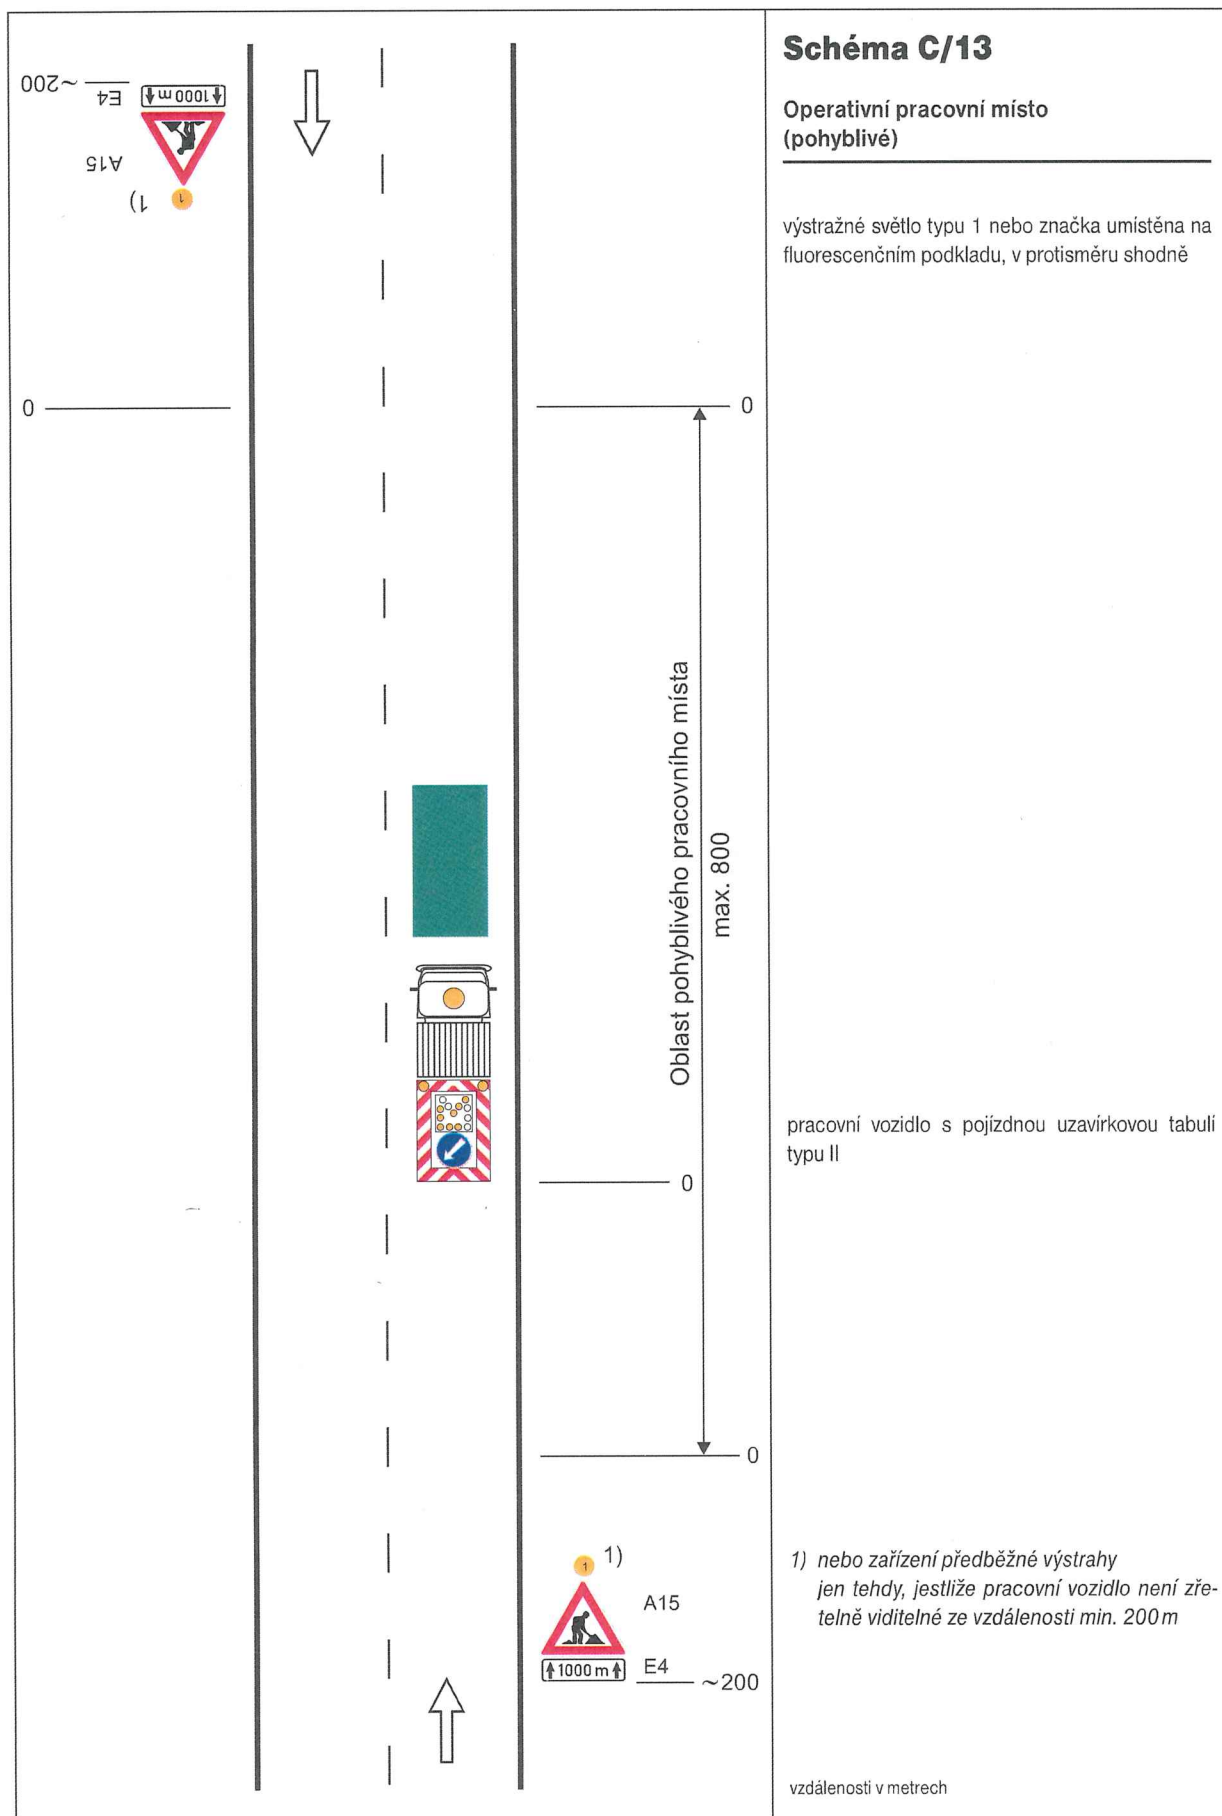 Schéma C/13
Operativní pracovní místo
(pohyblivé)
výstražné světlo typu 1 nebo značka umístěna na
fluorescenčním podkladu, v protisměru shodně
~200
E4
1000 m
A15
1)
1
0
0
Oblast pohyblivého pracovního místa
max. 800
pracovní vozidlo s pojízdnou uzavírkovou tabulí
typu II
0
0
1
1)
A15
1000 m
E4
~200
1) nebo zařízení předběžné výstrahy
jen tehdy, jestliže pracovní vozidlo není zře-
telně viditelné ze vzdálenosti min. 200 m
vzdálenosti v metrech